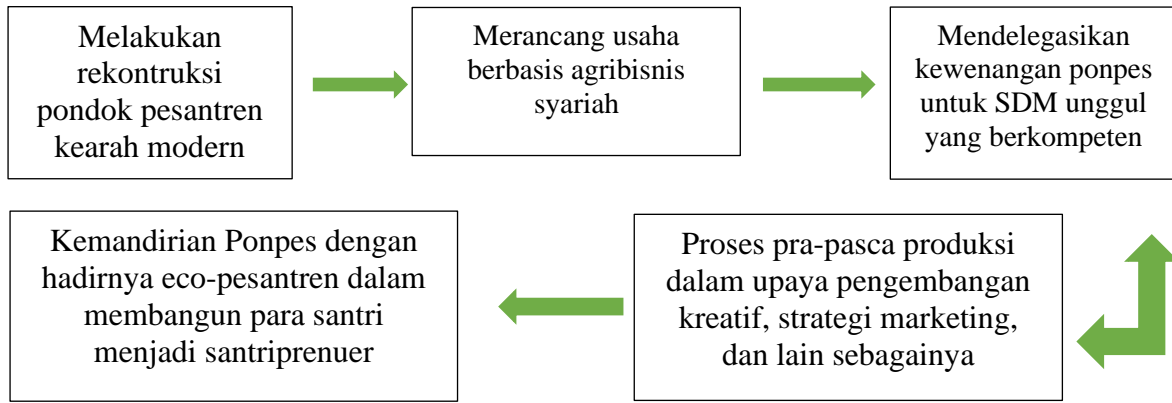 Melakukan
rekontruksi
pondok pesantren
kearah modern
Merancang usaha
berbasis agribisnis
syariah
Mendelegasikan
kewenangan ponpes
untuk SDM unggul
yang berkompeten
Proses pra-pasca produksi
dalam upaya pengembangan
kreatif, strategi marketing,
dan lain sebagainya
Kemandirian Ponpes dengan
hadirnya eco-pesantren dalam
membangun para santri
menjadi santriprenuer